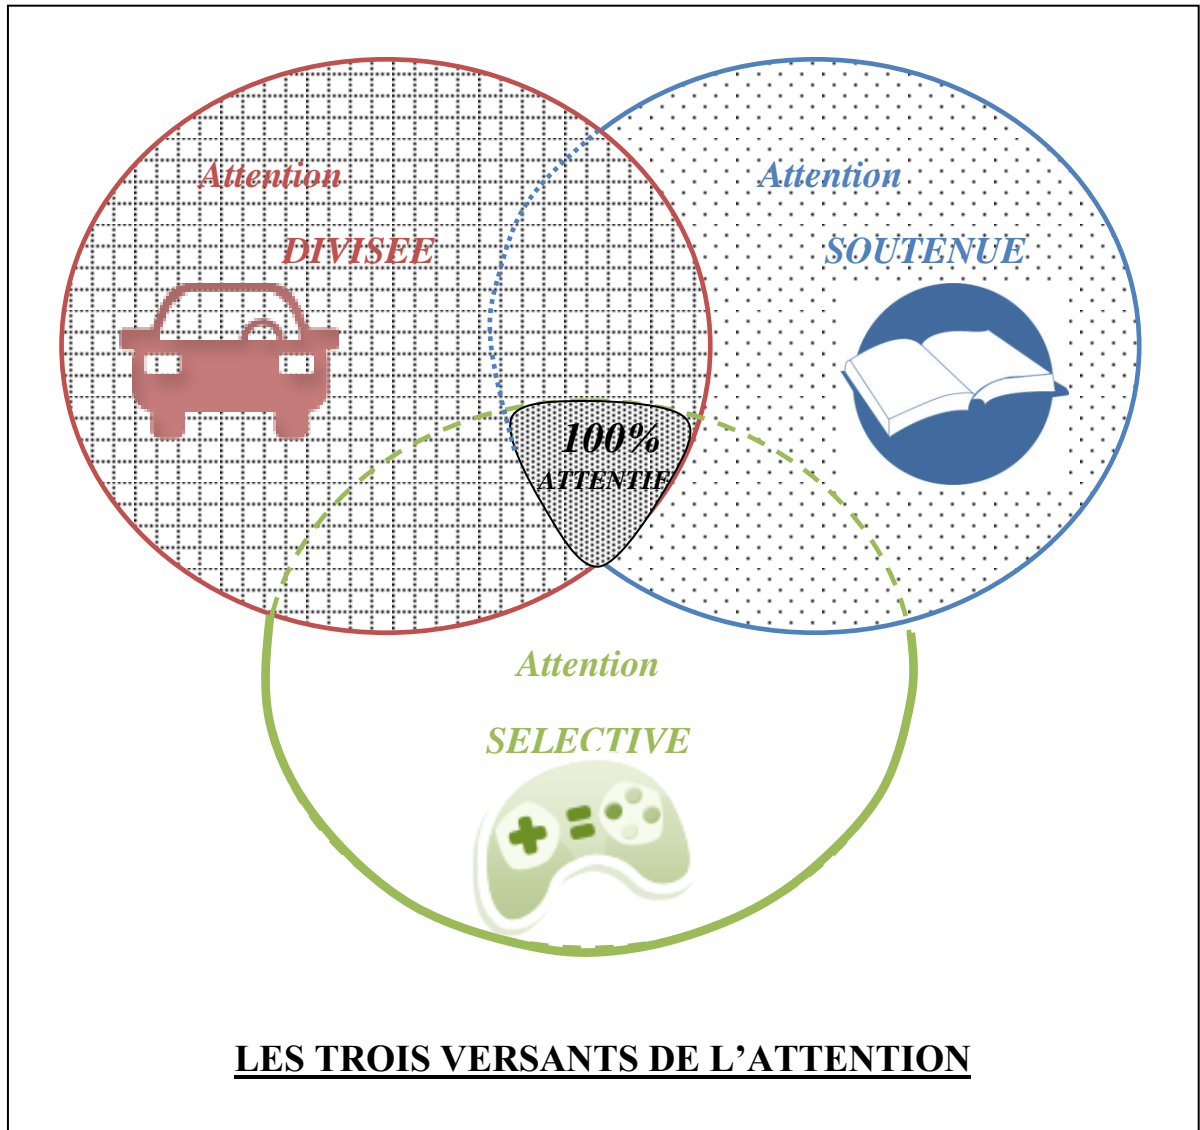 Attention
DIVISEE
Attention
SOUTENUE
100%
ATTENTIF
Attention
SELECTIVE
LES TROIS VERSANTS DE L’ATTENTION